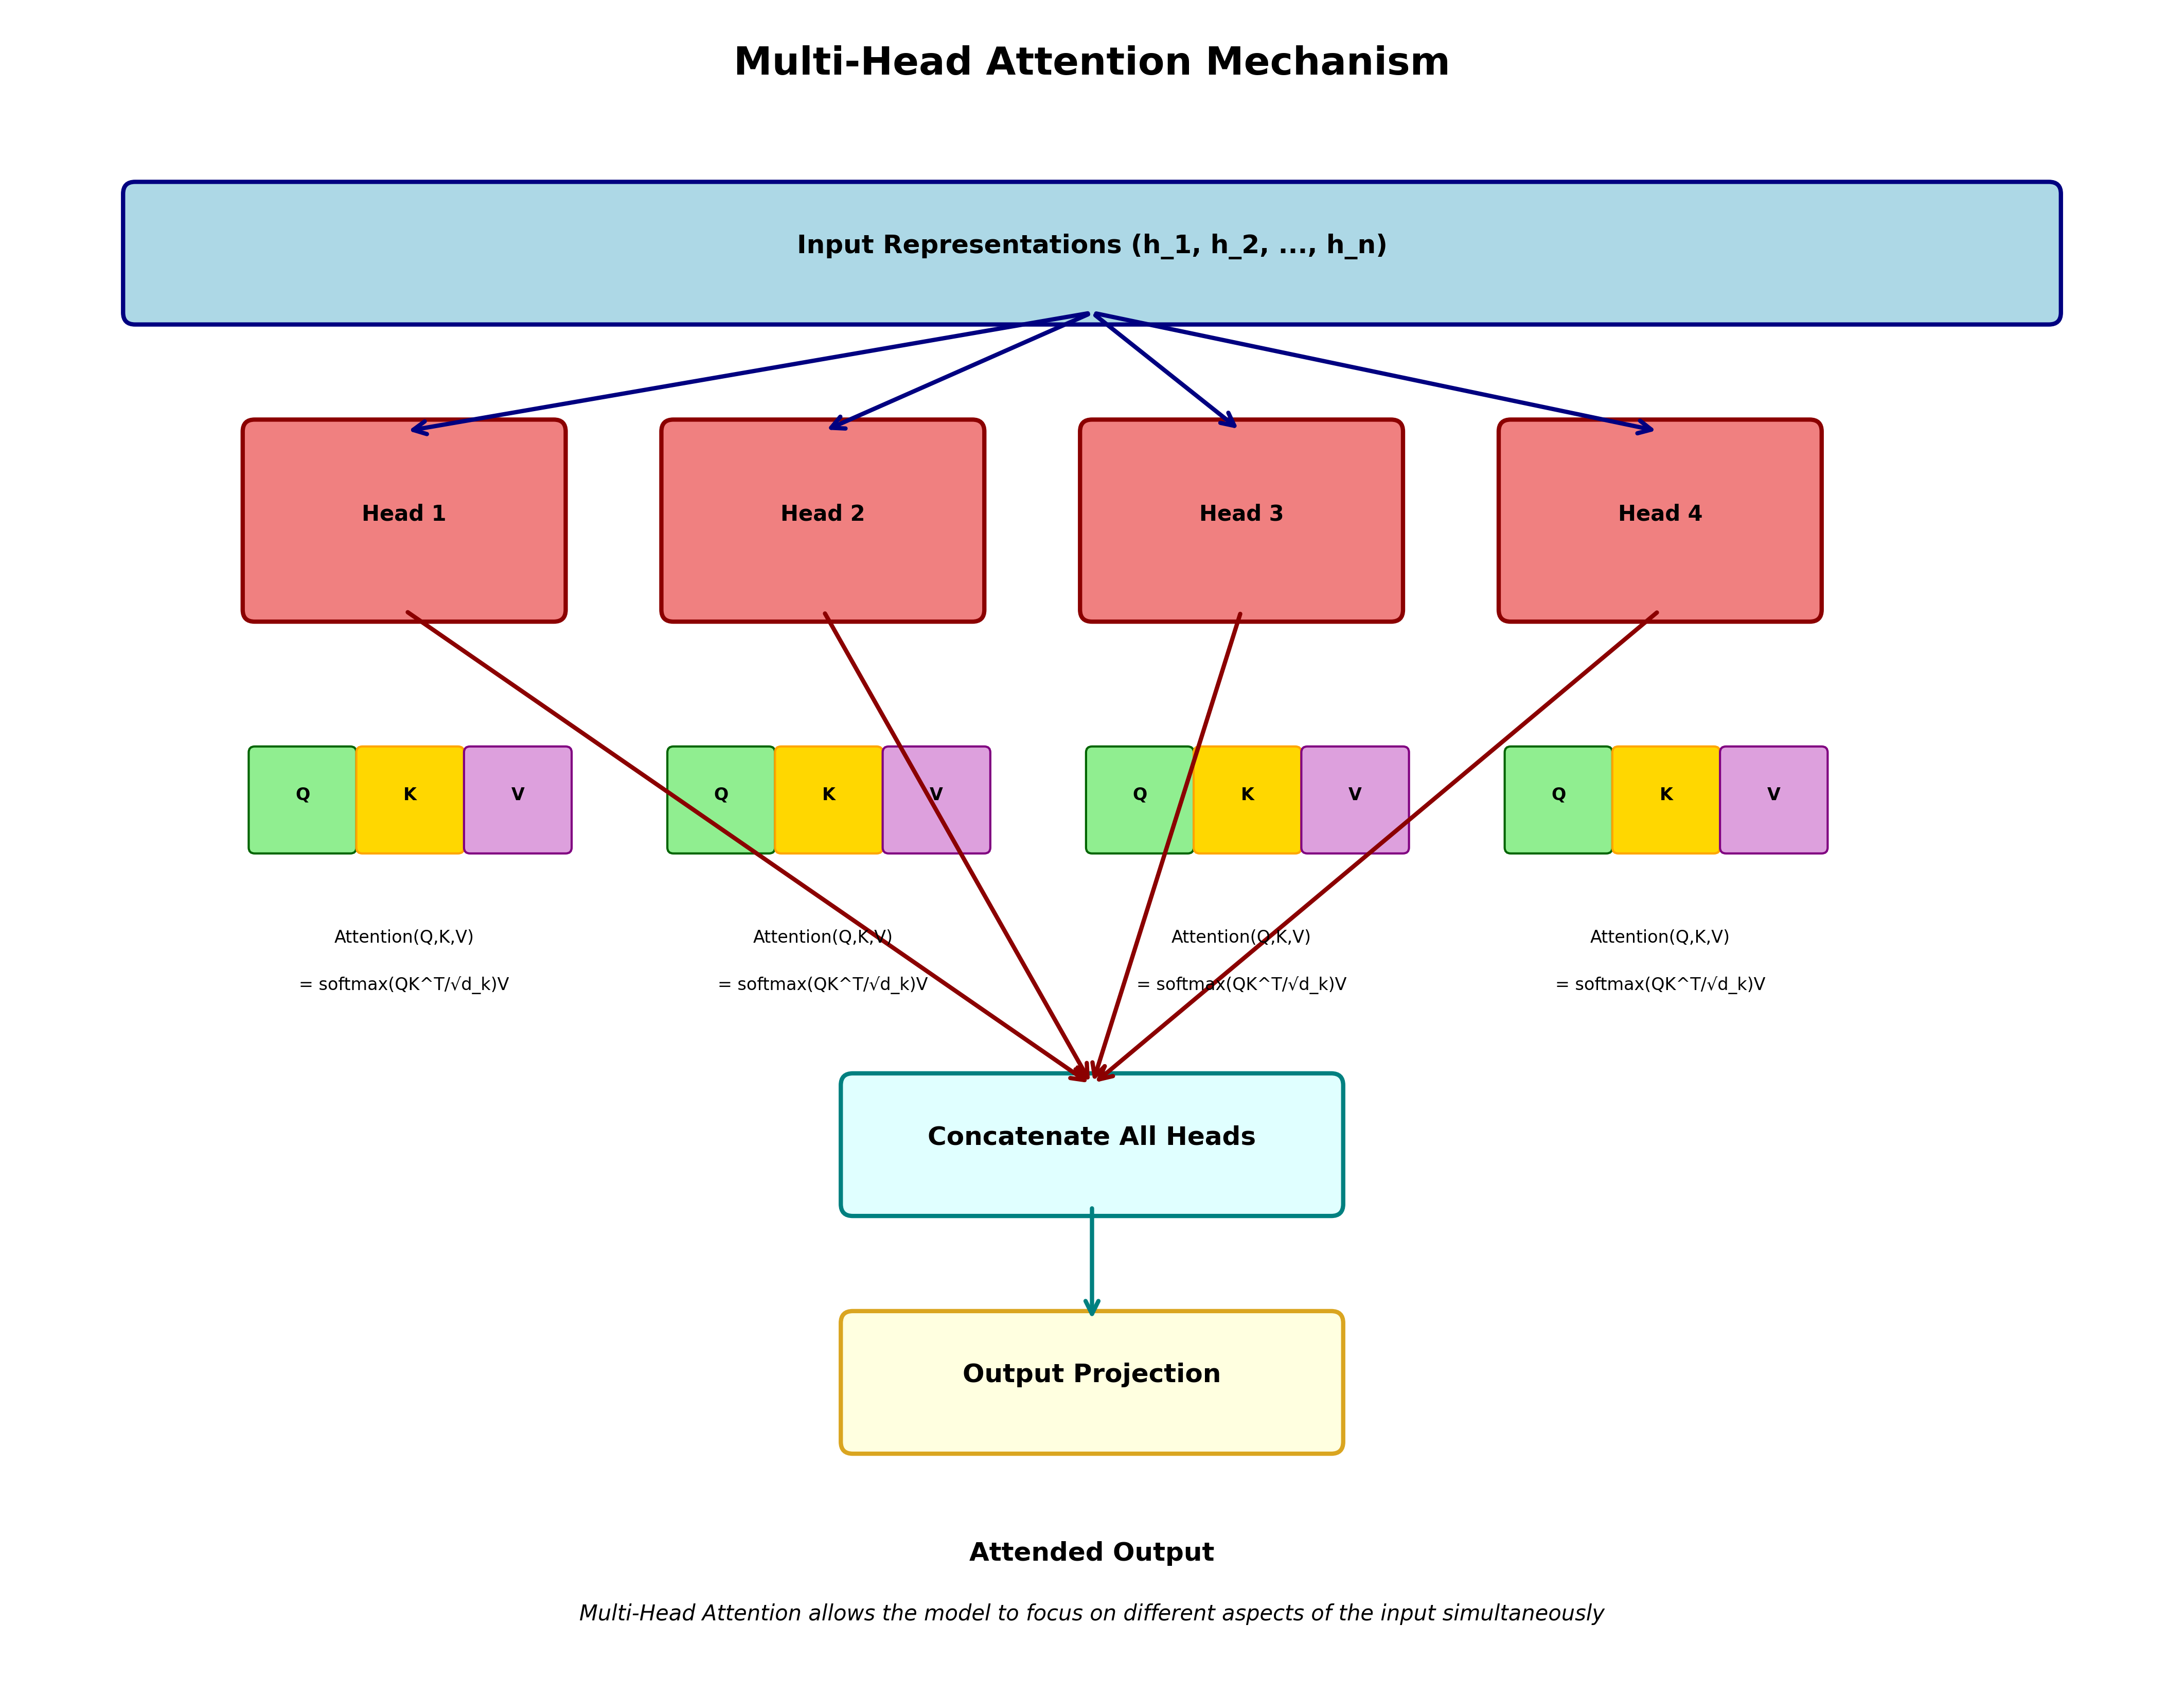 Multi-Head Attention Mechanism
Input Representations (h_1, h_2, ..., h_n)
Head 1
Head 2
Head 3
Head 4
Q K V
Q K V
Q K V
Q K V
Attention(Q,K,V)
= softmax(QK^T/√d_k)V
Attention(Q,K,V)
= softmax(QK^T/√d_k)V
Attention(Q,K,V)
= softmax(QK^T/√d_k)V
Attention(Q,K,V)
= softmax(QK^T/√d_k)V
Concatenate All Heads
Output Projection
Attended Output
Multi-Head Attention allows the model to focus on different aspects of the input simultaneously